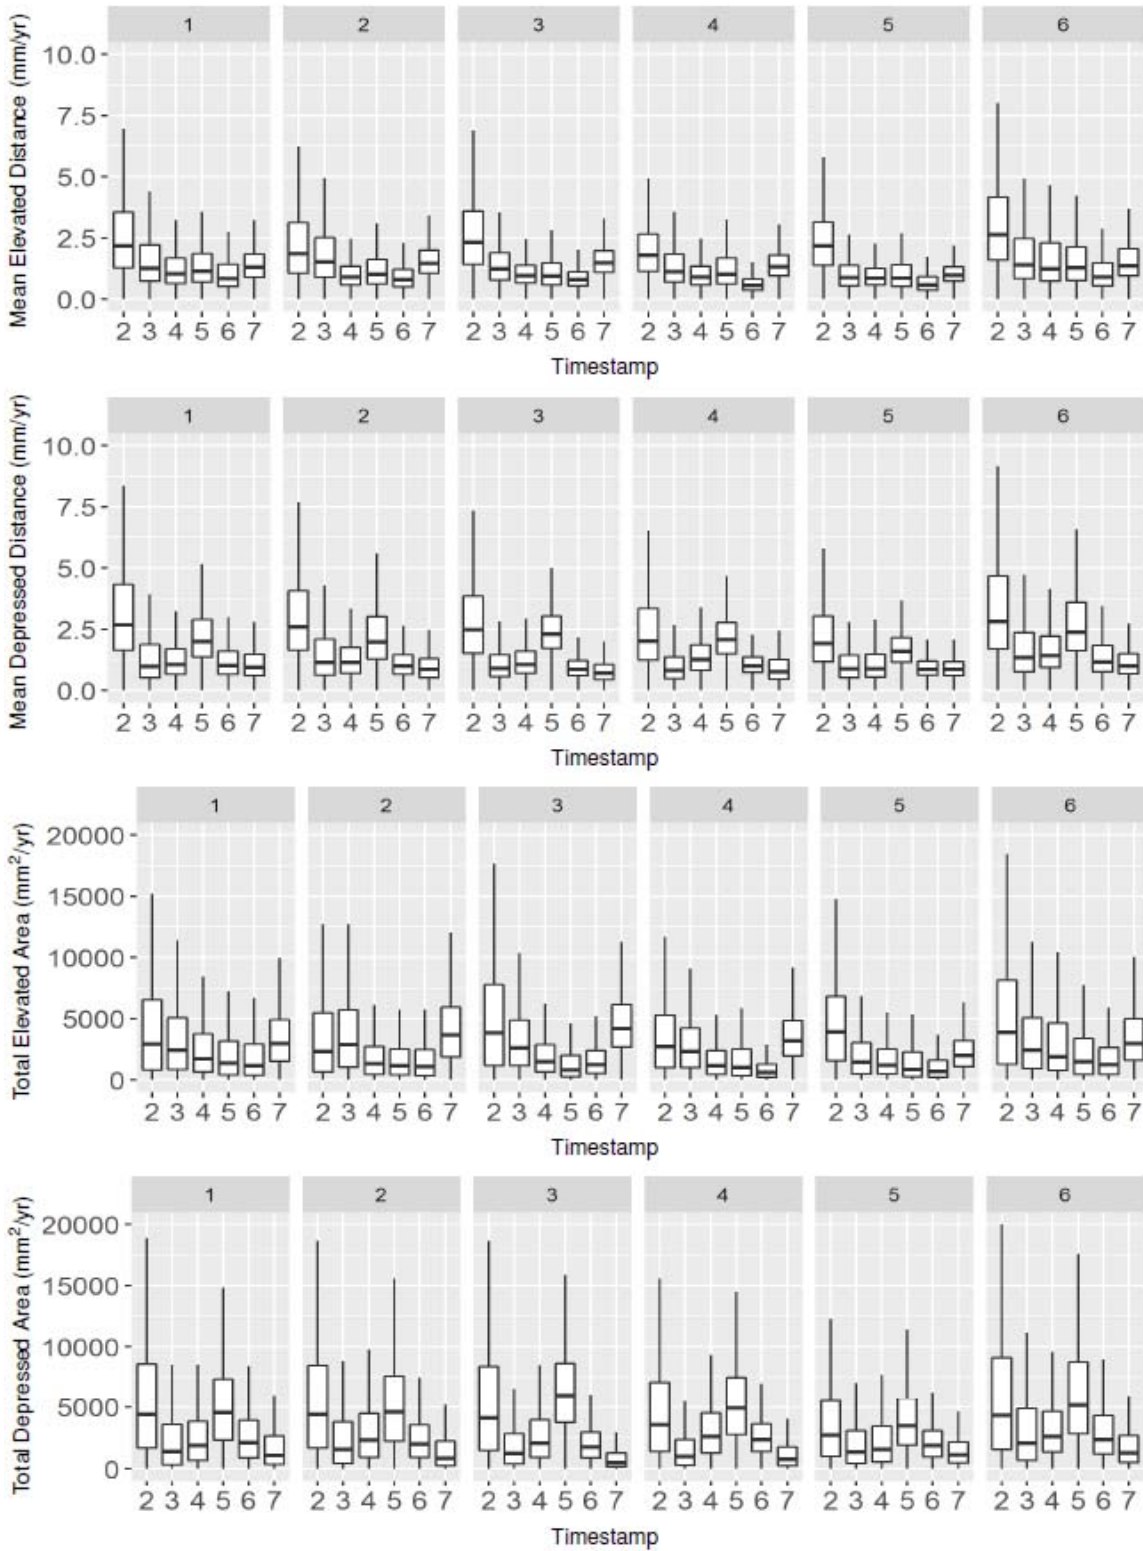 1 2 3 4 5 6
Mean Elevated Distance (mm/yr)
10.0
7.5
5.0
2.5
0.0
2 3 4 5 6 7 2 3 4 5 6 7 2 3 4 5 6 7 2 3 4 5 6 7 2 3 4 5 6 7 2 3 4 5 6 7
Timestamp
1 2 3 4 5 6
Mean Depressed Distance (mm/yr)
10.0
7.5
5.0
2.5
0.0
2 3 4 5 6 7 2 3 4 5 6 7 2 3 4 5 6 7 2 3 4 5 6 7 2 3 4 5 6 7 2 3 4 5 6 7
Timestamp
1 2 3 4 5 6
Total Elevated Area (mm²/yr)
20000
15000
10000
5000
0
2 3 4 5 6 7 2 3 4 5 6 7 2 3 4 5 6 7 2 3 4 5 6 7 2 3 4 5 6 7 2 3 4 5 6 7
Timestamp
1 2 3 4 5 6
Total Depressed Area (mm²/yr)
20000
15000
10000
5000
0
2 3 4 5 6 7 2 3 4 5 6 7 2 3 4 5 6 7 2 3 4 5 6 7 2 3 4 5 6 7 2 3 4 5 6 7
Timestamp